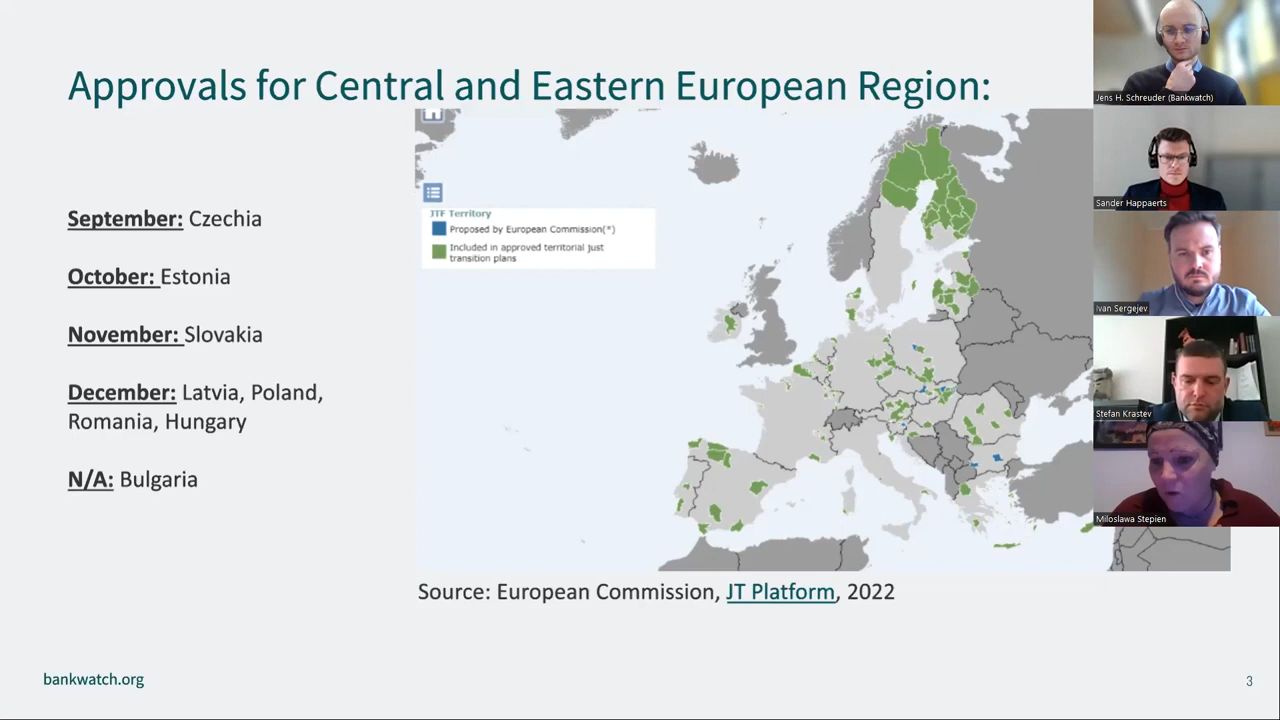 Approvals for Central and Eastern European Region:
September: Czechia
October: Estonia
November: Slovakia
December: Latvia, Poland,
Romania, Hungary
N/A: Bulgaria
JTF Territory
Proposed by European Commission(*)
Included in approved territorial just
transition plans
Source: European Commission, JT Platform, 2022
bankwatch.org
3
Jens H. Schreuder (Bankwatch)
Sander Happaerts
Ivan Sergejev
Stefan Krastev
Miloslawa Stepien